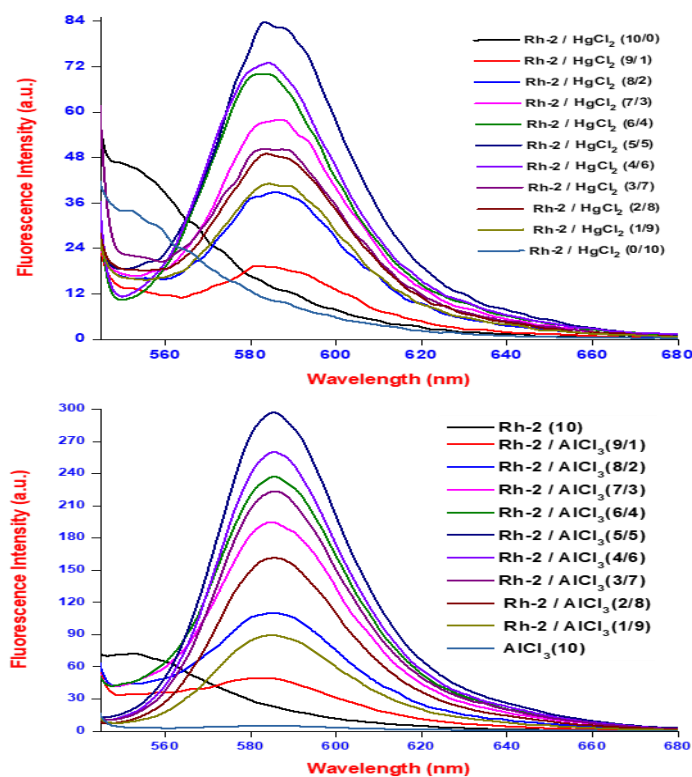 84
72
60
48
36
24
12
0
Fluorescence Intensity (a.u.)
Rh-2 / HgCl₂ (10/0)
Rh-2 / HgCl₂ (9/1)
Rh-2 / HgCl₂ (8/2)
Rh-2 / HgCl₂ (7/3)
Rh-2 / HgCl₂ (6/4)
Rh-2 / HgCl₂ (5/5)
Rh-2 / HgCl₂ (4/6)
Rh-2 / HgCl₂ (3/7)
Rh-2 / HgCl₂ (2/8)
Rh-2 / HgCl₂ (1/9)
Rh-2 / HgCl₂ (0/10)
560 580 600 620 640 660 680
Wavelength (nm)
300
270
240
210
180
150
120
90
60
30
0
Fluorescence Intensity (a.u.)
Rh-2 (10)
Rh-2 / AlCl₃(9/1)
Rh-2 / AlCl₃(8/2)
Rh-2 / AlCl₃(7/3)
Rh-2 / AlCl₃(6/4)
Rh-2 / AlCl₃(5/5)
Rh-2 / AlCl₃(4/6)
Rh-2 / AlCl₃(3/7)
Rh-2 / AlCl₃(2/8)
Rh-2 / AlCl₃(1/9)
AlCl₃(10)
560 580 600 620 640 660 680
Wavelength (nm)